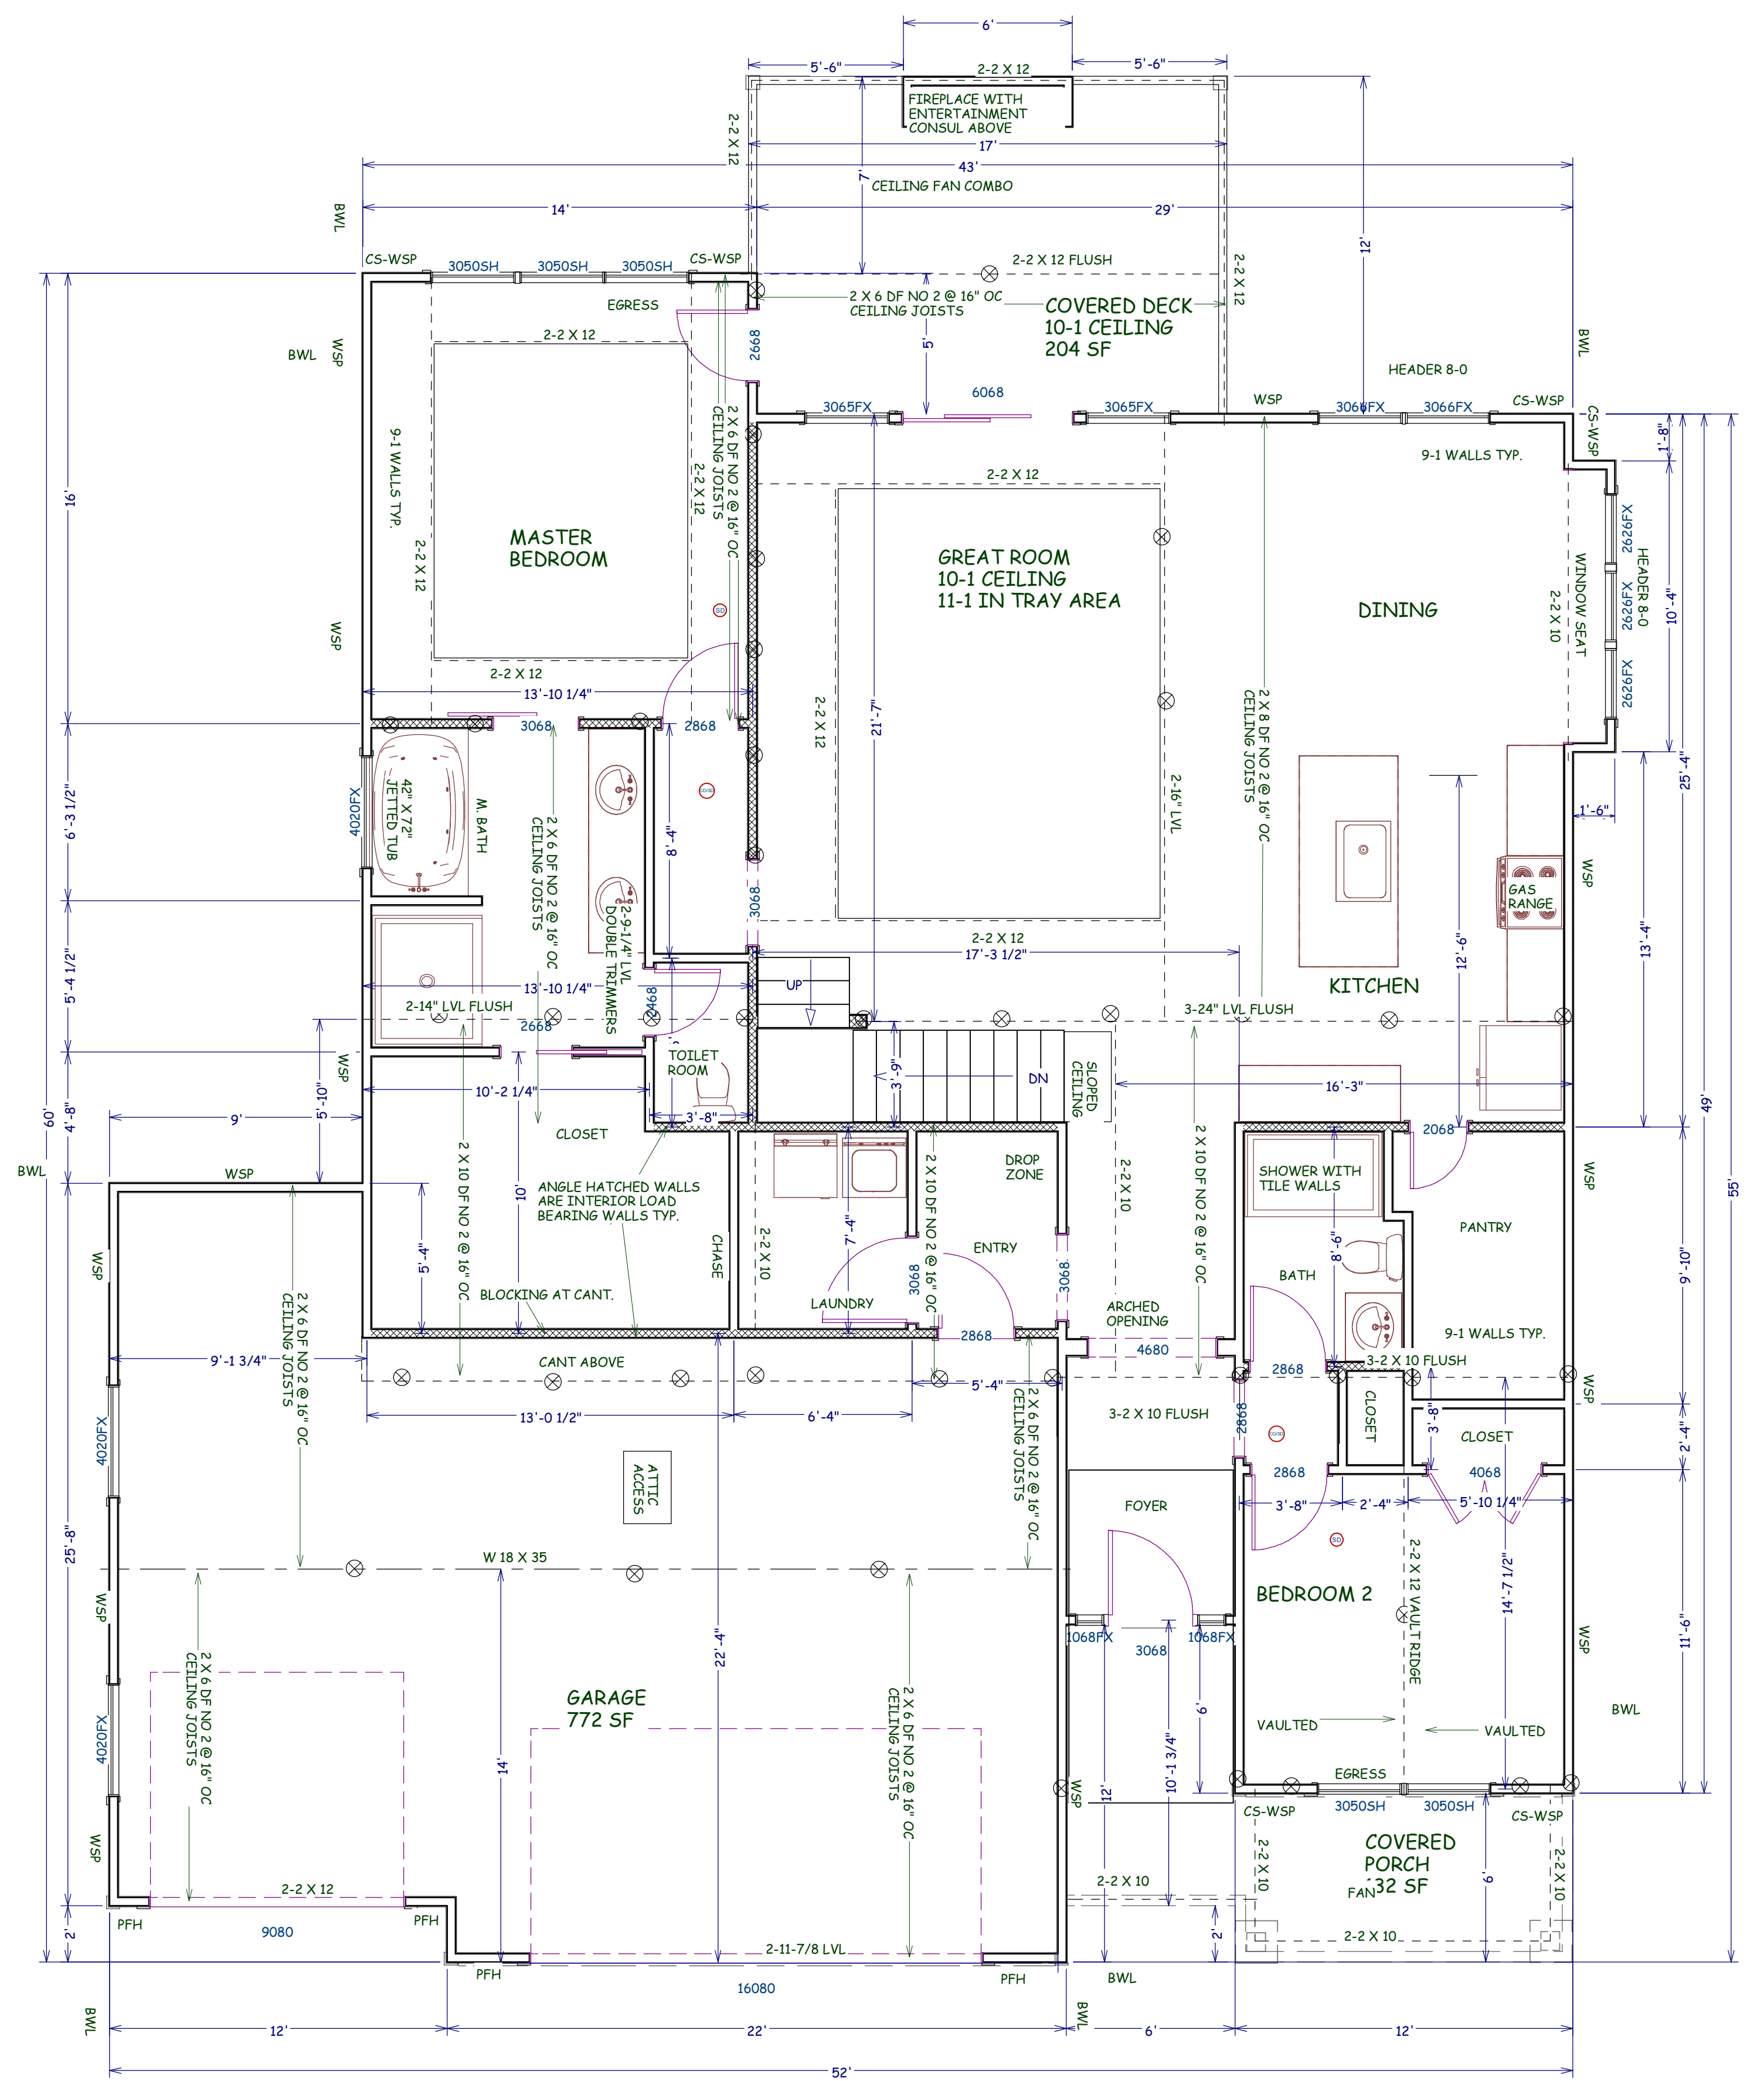 6'
5'-6"
2-2 X 12
5'-6"
FIREPLACE WITH
ENTERTAINMENT
CONSUL ABOVE
2-2 X 12
17'
43'
7'
CEILING FAN COMBO
BWL
14'
29'
12'
CS-WSP
3050SH
3050SH
3050SH
CS-WSP
2-2 X 12 FLUSH
2-2 X 12
EGRESS
2 X 6 DF NO 2 @ 16" OC
CEILING JOISTS
COVERED DECK
10-1 CEILING
204 SF
BWL
WSP
2-2 X 12
2668
5'
BWL
HEADER 8-0
6068
3065FX
3065FX
WSP
3066FX
3066FX
CS-WSP
CS-WSP
1'-8"
9-1 WALLS TYP.
2 X 6 DF NO 2 @ 16" OC
CEILING JOISTS
2-2 X 12
9-1 WALLS TYP.
2-2 X 12
16'
MASTER
BEDROOM
2-2 X 12
GREAT ROOM
10-1 CEILING
11-1 IN TRAY AREA
DINING
2626FX
2626FX
2626FX
WINDOW SEAT
HEADER 8-0
2-2 X 10
10'-4"
SD
WSP
2-2 X 12
13'-10 1/4"
3068
2868
2-2 X 12
21'-7"
2 X 8 DF NO 2 @ 16" OC
CEILING JOISTS
25'-4"
6'-3 1/2"
4020FX
42" X 72"
JETTED TUB
M. BATH
2 X 6 DF NO 2 @ 16" OC
CEILING JOISTS
8'-4"
CO/SD
2-16" LVL
1'-6"
WSP
GAS
RANGE
3068
2-9-1/4" LVL
DOUBLE TRIMMERS
2-2 X 12
17'-3 1/2"
12'-6"
13'-4"
5'-4 1/2"
13'-10 1/4"
2-14" LVL FLUSH
2668
2468
UP
KITCHEN
3-24" LVL FLUSH
60'
WSP
TOILET
ROOM
3'-9"
DN
SLOPED
CEILING
16'-3"
49'
4'-8"
5'-10"
9'
10'-2 1/4"
3'-8"
CLOSET
2068
BWL
WSP
2 X 10 DF NO 2 @ 16" OC
10'
ANGLE HATCHED WALLS
ARE INTERIOR LOAD
BEARING WALLS TYP.
DROP
ZONE
2-2 X 10
2 X 10 DF NO 2 @ 16" OC
SHOWER WITH
TILE WALLS
WSP
55'
WSP
5'-4"
CHASE
2-2 X 10
7'-4"
2 X 10 DF NO 2 @ 16" OC
ENTRY
8'-6"
PANTRY
9'-10"
BLOCKING AT CANT.
LAUNDRY
3068
3068
BATH
2 X 6 DF NO 2 @ 16" OC
CEILING JOISTS
2868
ARCHED
OPENING
4680
9-1 WALLS TYP.
9'-1 3/4"
CANT ABOVE
2868
3-2 X 10 FLUSH
5'-4"
13'-0 1/2"
6'-4"
2 X 6 DF NO 2 @ 16" OC
CEILING JOISTS
3-2 X 10 FLUSH
2868
CLOSET
3'-8"
WSP
CLOSET
2'-4"
4020FX
CO/SD
ATTIC
ACCESS
2868
4068
FOYER
3'-8"
2'-4"
5'-10 1/4"
25'-8"
SD
W 18 X 35
BEDROOM 2
2-2 X 12 VAULT RIDGE
14'-7 1/2"
11'-6"
WSP
22'-4"
1068FX
3068
1068FX
WSP
2 X 6 DF NO 2 @ 16" OC
CEILING JOISTS
GARAGE
772 SF
2 X 6 DF NO 2 @ 16" OC
CEILING JOISTS
6'
VAULTED
VAULTED
BWL
4020FX
14'
10'-1 3/4"
EGRESS
WSP
12'
3050SH
3050SH
CS-WSP
CS-WSP
WSP
COVERED
PORCH
32 SF
FAN
2-2 X 10
6'
2-2 X 10
2-2 X 12
2-2 X 10
PFH
9080
PFH
2'
2-11-7/8 LVL
2'
2-2 X 10
PFH
PFH
BWL
16080
BWL
BWL
12'
22'
6'
12'
52'